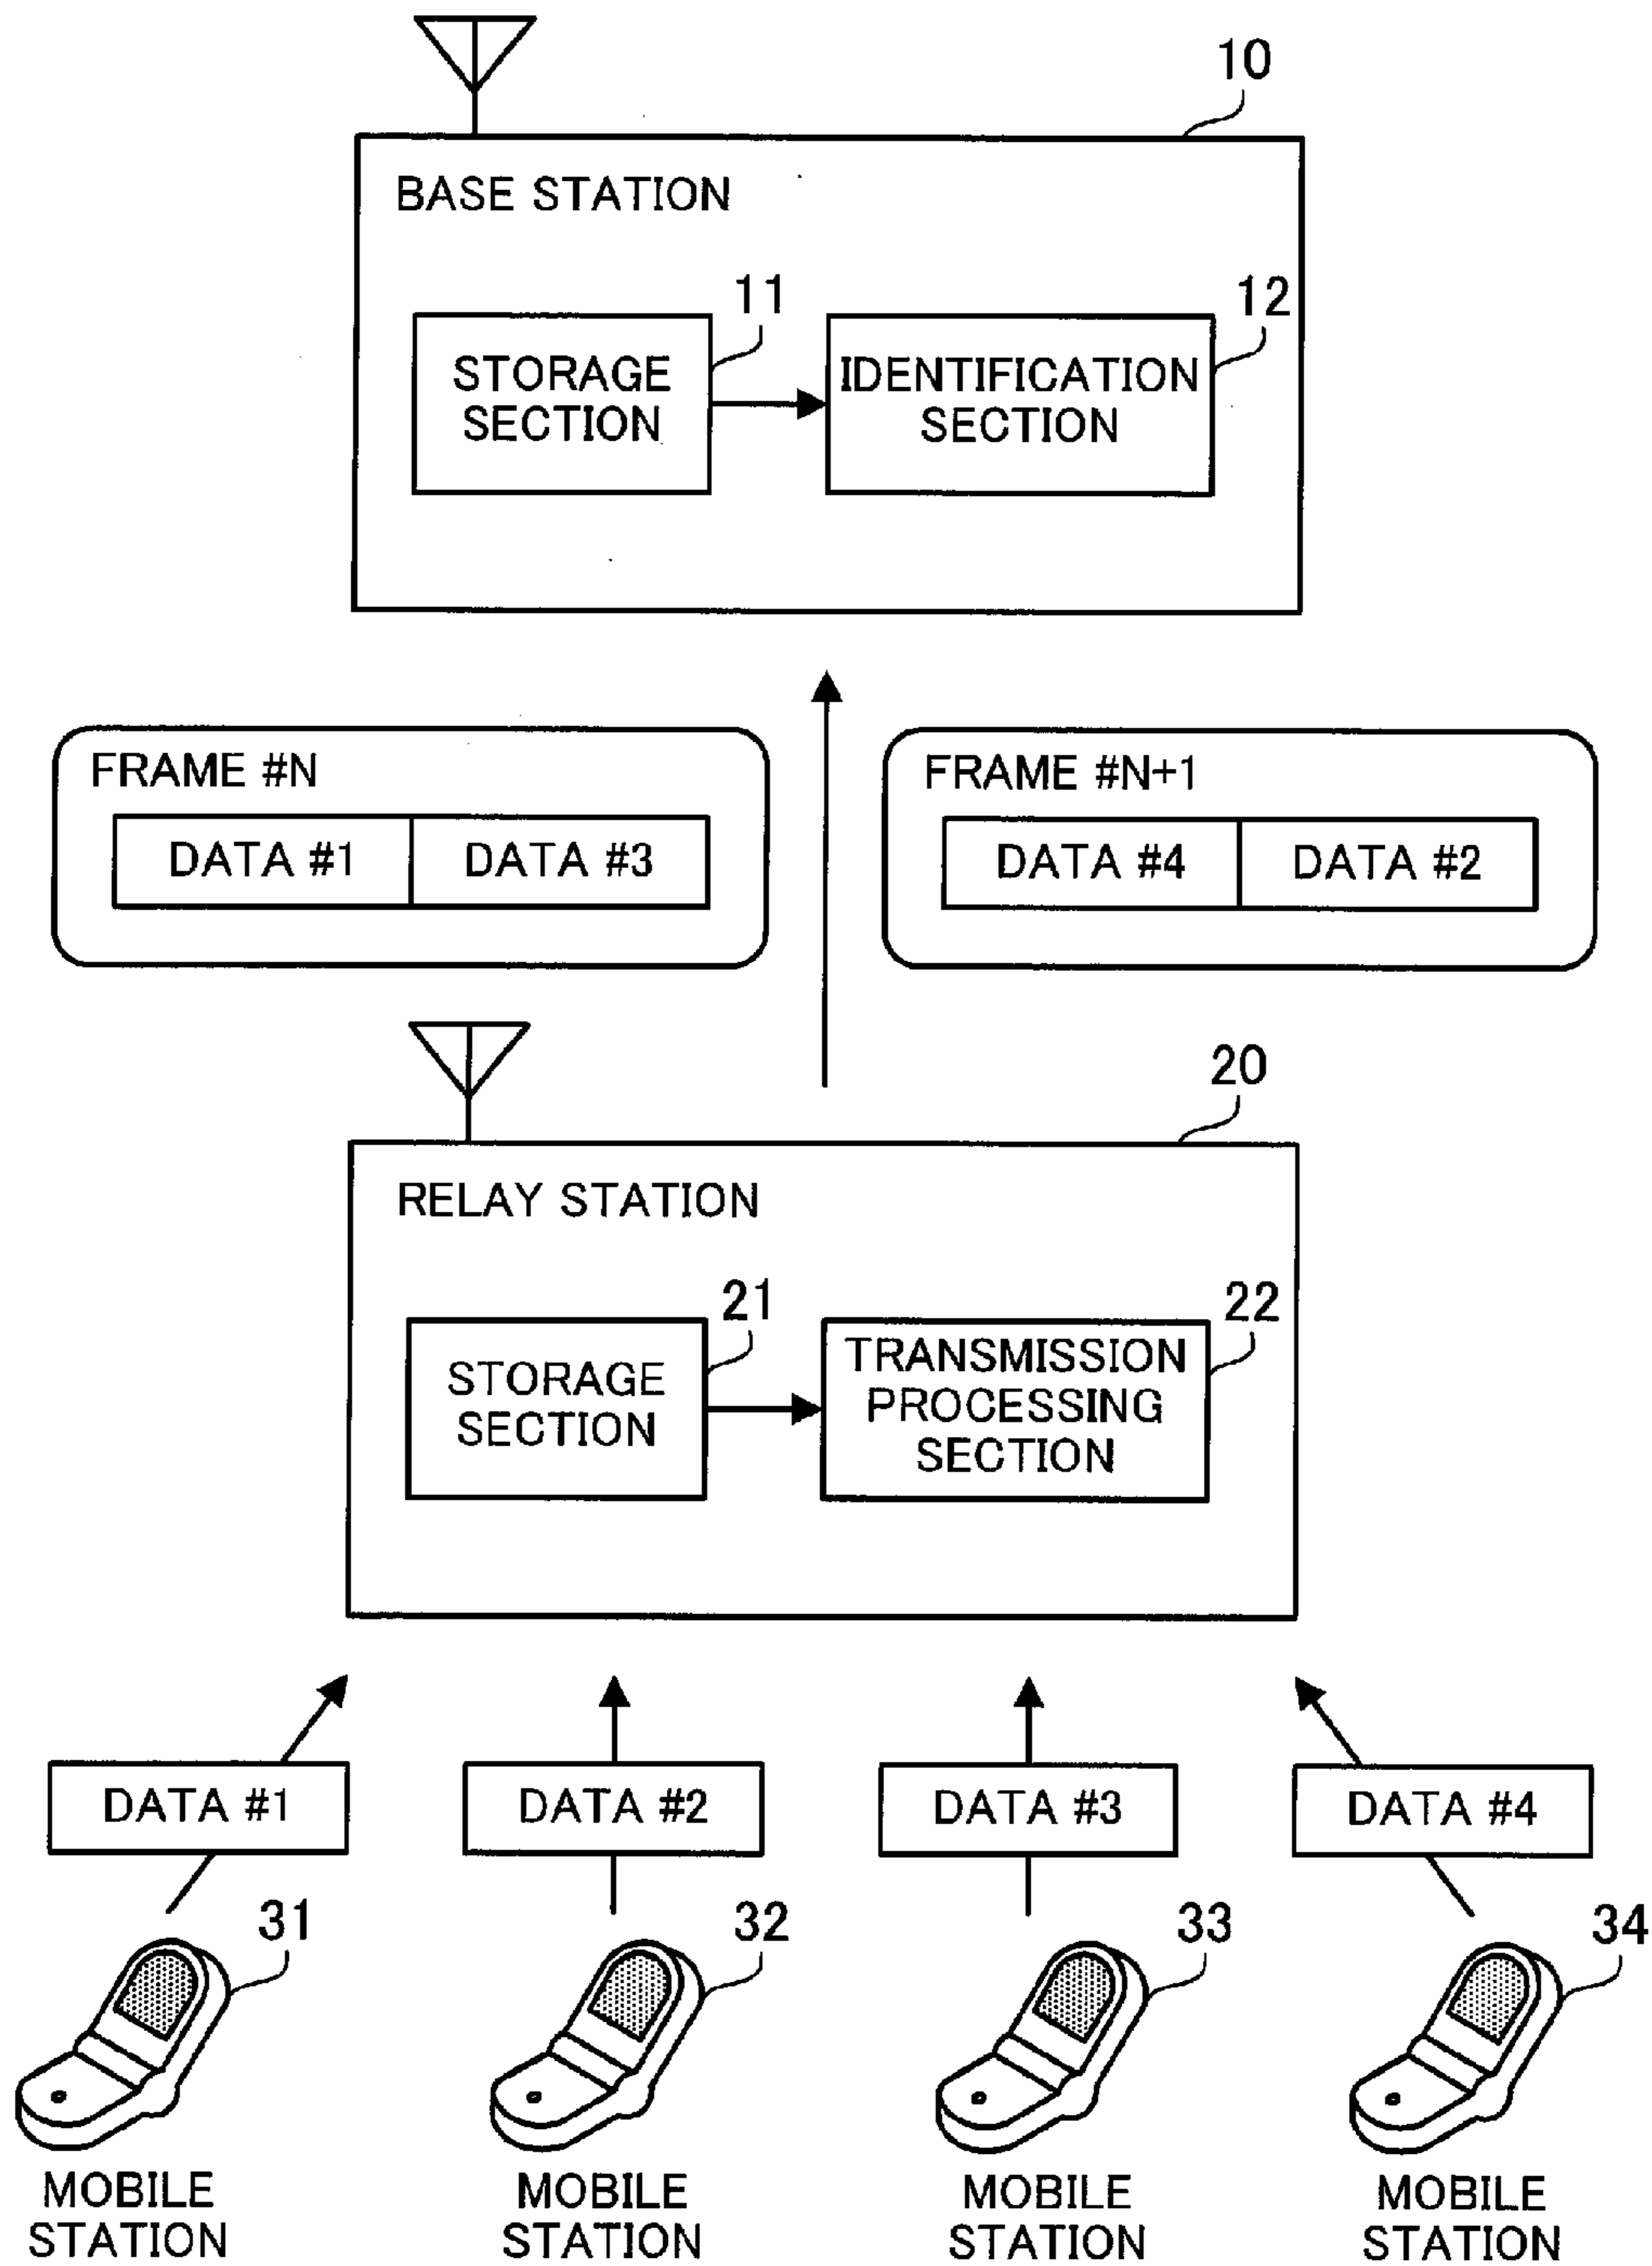 10
BASE STATION
11
12
STORAGE
SECTION
IDENTIFICATION
SECTION
FRAME #N
DATA #1
DATA #3
FRAME #N+1
DATA #4
DATA #2
20
RELAY STATION
21
22
STORAGE
SECTION
TRANSMISSION
PROCESSING
SECTION
DATA #1
DATA #2
DATA #3
DATA #4
31
32
33
34
MOBILE
STATION
MOBILE
STATION
MOBILE
STATION
MOBILE
STATION